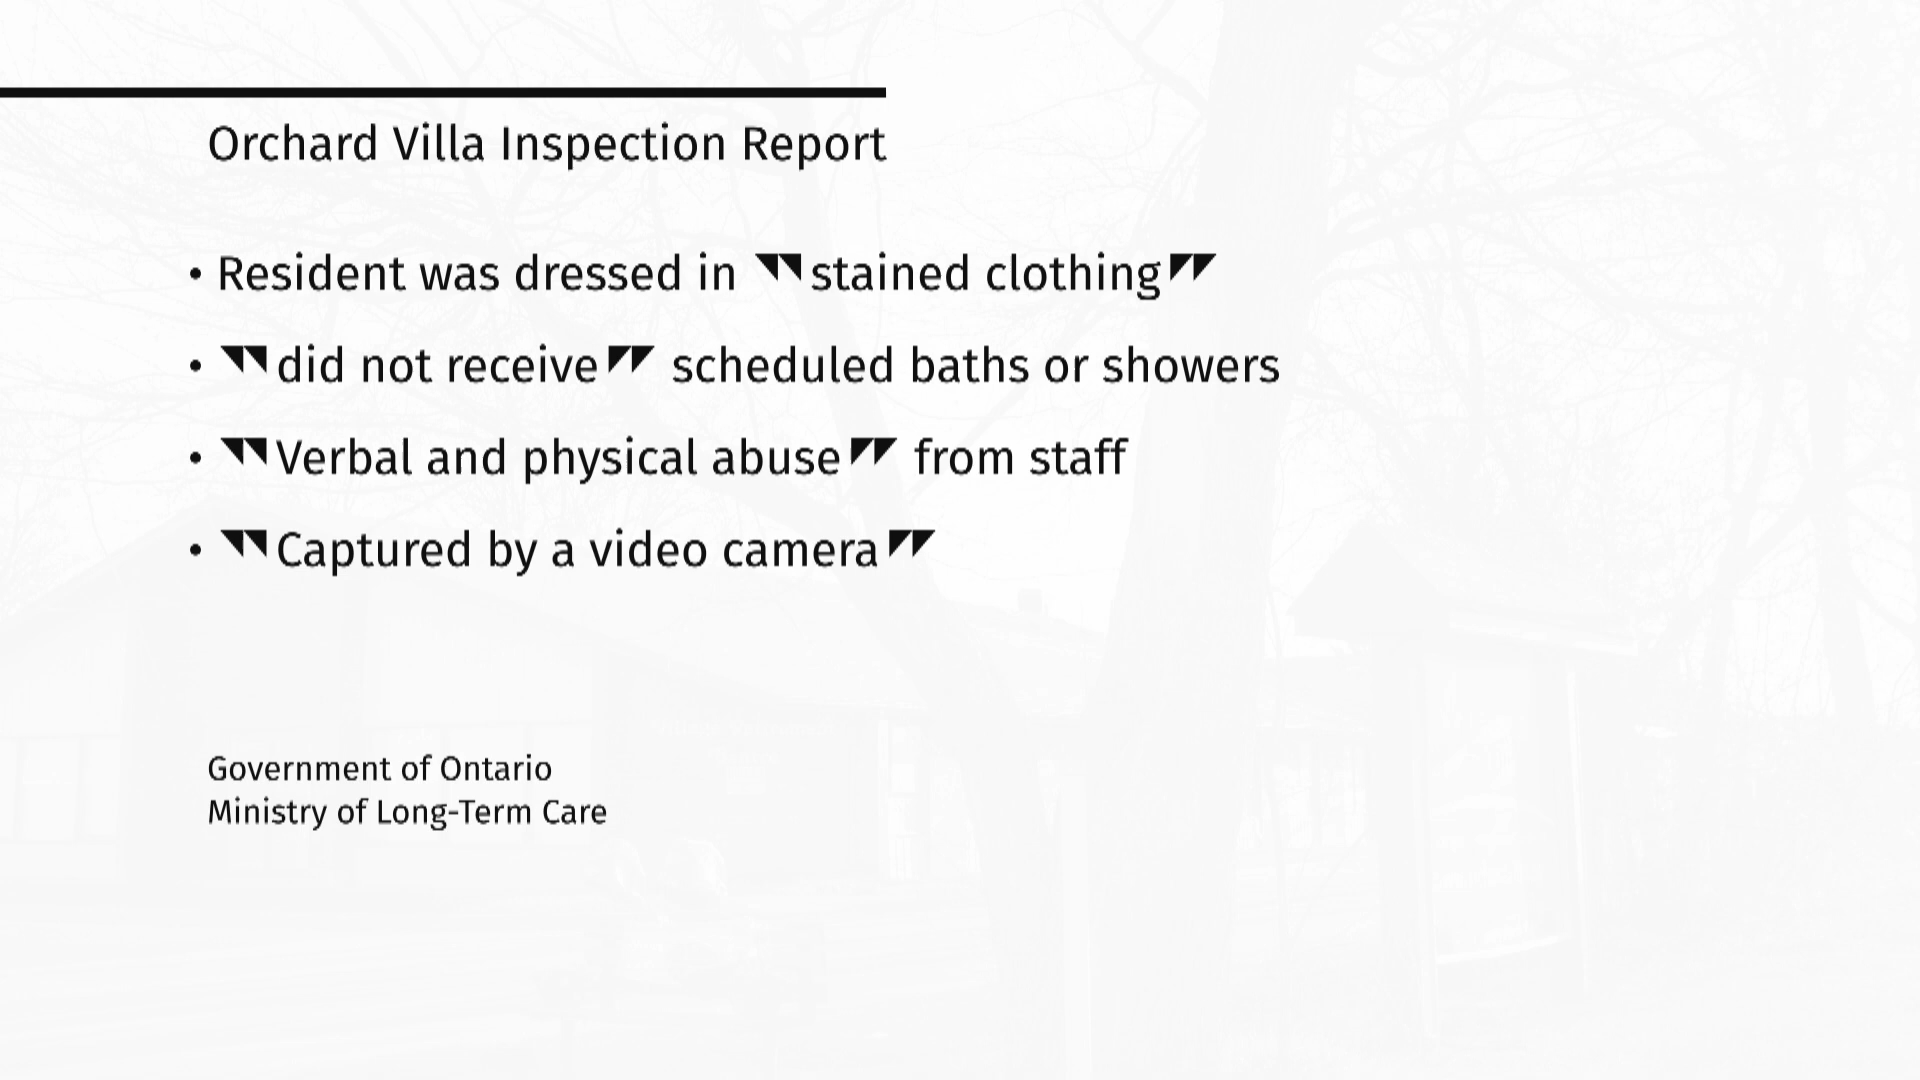 Orchard Villa Inspection Report
• Resident was dressed in "stained clothing"
• "did not receive" scheduled baths or showers
• "Verbal and physical abuse" from staff
• "Captured by a video camera"
Government of Ontario
Ministry of Long-Term Care